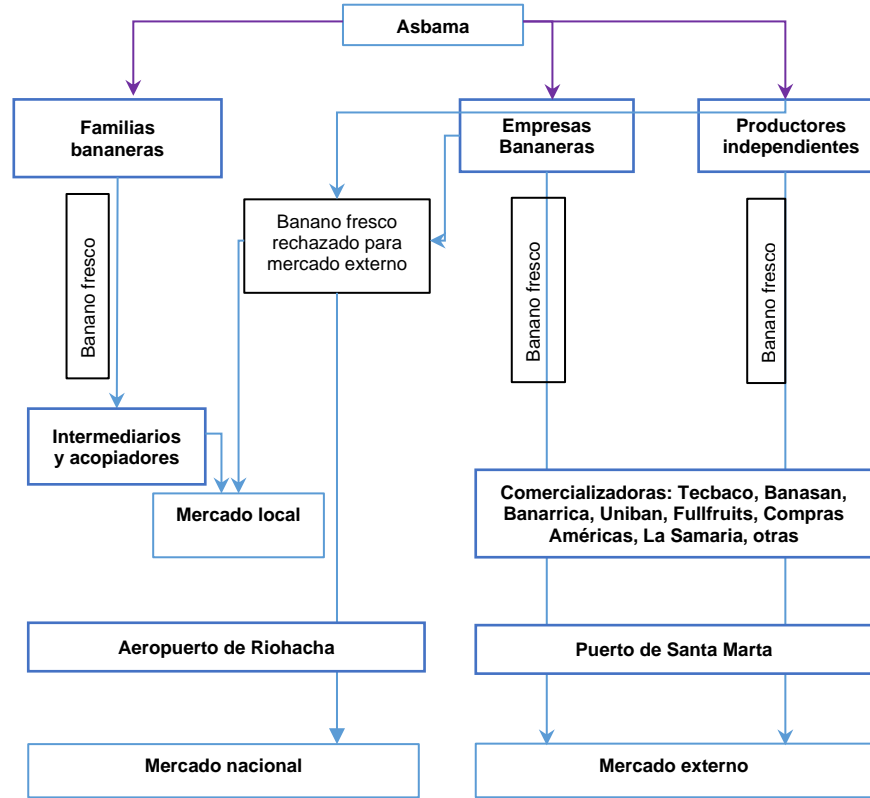 Asbama
Familias
bananeras
Empresas
Bananeras
Productores
independientes
Banano fresco
Banano fresco
rechazado para
mercado externo
Banano fresco
Banano fresco
Intermediarios
y acopiadores
Mercado local
Comercializadoras: Tecbaco, Banasan,
Banarrica, Uniban, Fullfruits, Compras
Américas, La Samaria, otras
Aeropuerto de Riohacha
Puerto de Santa Marta
Mercado nacional
Mercado externo